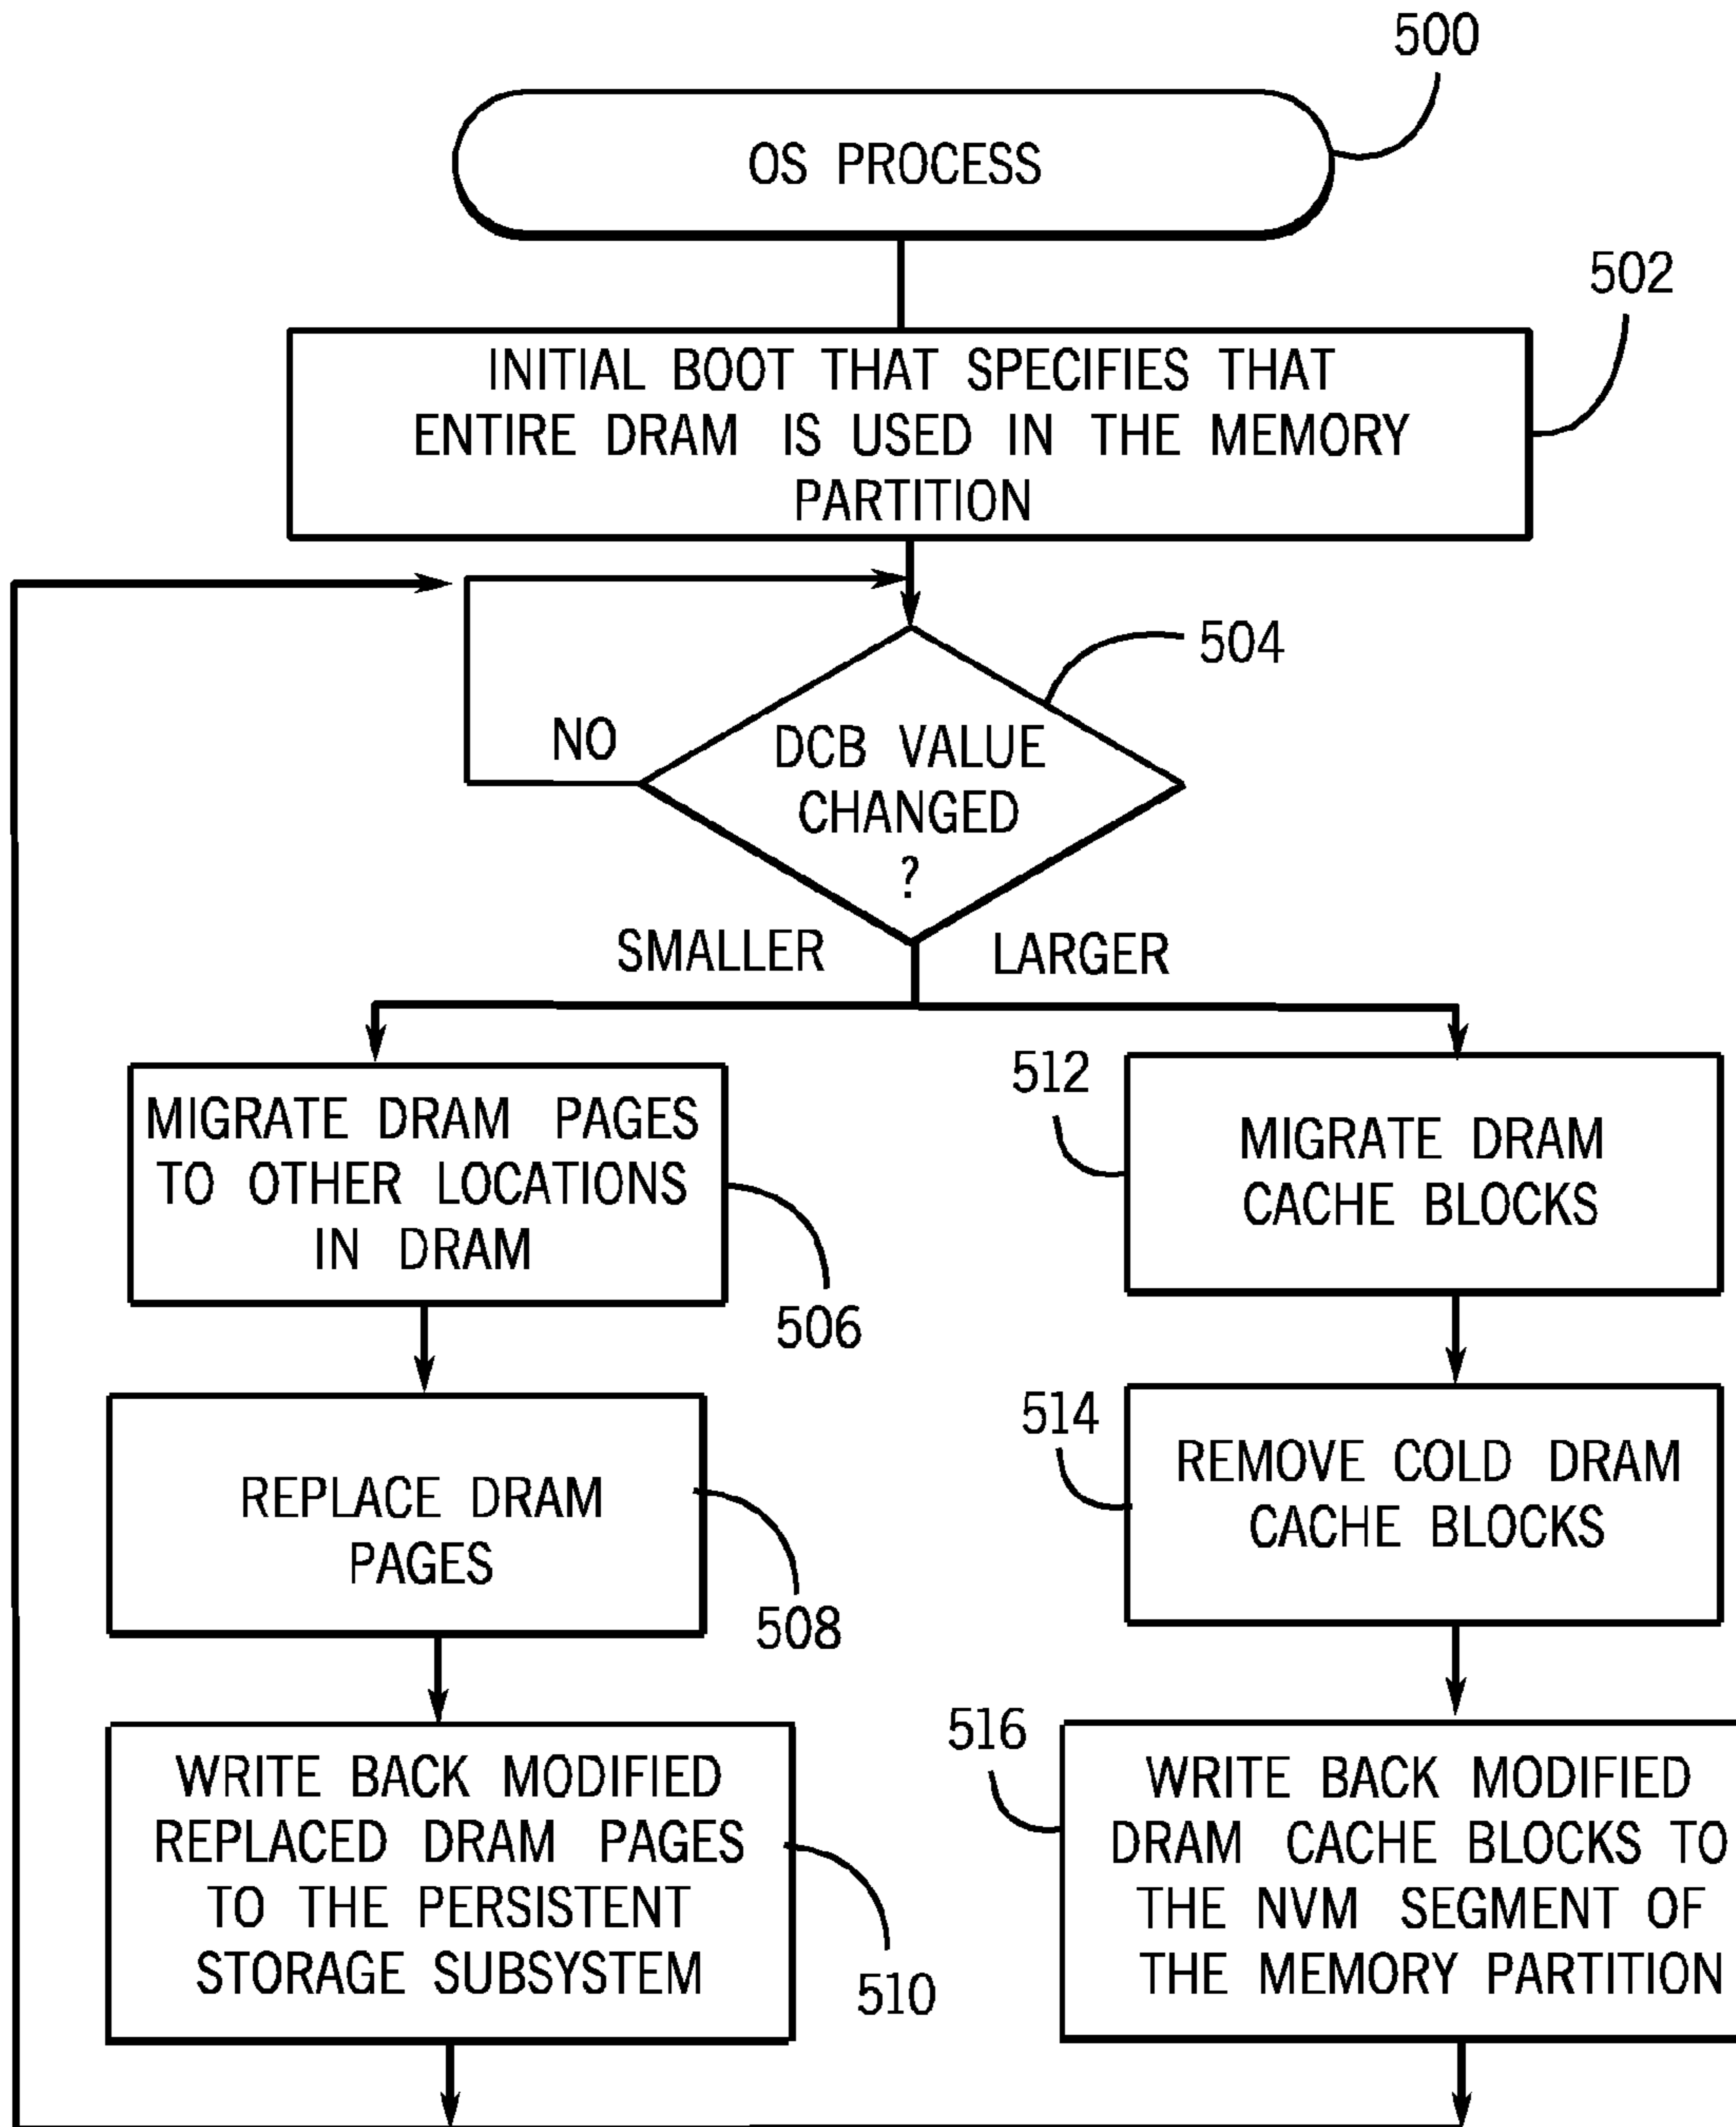 500
OS PROCESS
502
INITIAL BOOT THAT SPECIFIES THAT
ENTIRE DRAM IS USED IN THE MEMORY
PARTITION
504
NO
DCB VALUE
CHANGED
?
SMALLER
LARGER
MIGRATE DRAM PAGES
TO OTHER LOCATIONS
IN DRAM
506
REPLACE DRAM
PAGES
508
WRITE BACK MODIFIED
REPLACED DRAM PAGES
TO THE PERSISTENT
STORAGE SUBSYSTEM
510
512
MIGRATE DRAM
CACHE BLOCKS
514
REMOVE COLD DRAM
CACHE BLOCKS
516
WRITE BACK MODIFIED
DRAM CACHE BLOCKS TO
THE NVM SEGMENT OF
THE MEMORY PARTITION